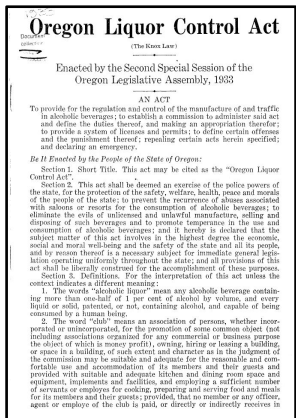 Oregon Liquor Control Act
(The Knox Law)
Enacted by the Second Special Session of the
Oregon Legislative Assembly, 1933
AN ACT
To provide for the regulation and control of the manufacture of and traffic
in alcoholic beverages; to establish a commission to administer said act
and define the duties thereof, and making an appropriation therefor;
to provide a system of licenses and permits; to define certain offenses
and the punishment thereof; repealing certain acts herein specified;
and declaring an emergency.
Be It Enacted by the People of the State of Oregon:
Section 1. Short Title. This act may be cited as the "Oregon Liquor
Control Act".
Section 2. This act shall be deemed an exercise of the police powers of
the state, for the protection of the safety, welfare, health, peace and morals
of the people of the state; to prevent the recurrence of abuses associated
with saloons or resorts for the consumption of alcoholic beverages; to
eliminate the evils of unlicensed and unlawful manufacture, selling and
disposing of such beverages and to promote temperance in the use and
consumption of alcoholic beverages; and it hereby is declared that the
subject matter of this act involves in the highest degree the economic,
social and moral well-being and the safety of the state and all its people,
and by reason thereof is a necessary subject for immediate general legis-
lation operating uniformly throughout the state; and all provisions of this
act shall be liberally construed for the accomplishment of these purposes.
Section 3. Definitions. For the interpretation of this act unless the
context indicates a different meaning:
1. The words "alcoholic liquor" mean any alcoholic beverage contain-
ing more than one-half of 1 per cent of alcohol by volume, and every
liquid or solid, patented, or not, containing alcohol, and capable of being
consumed by a human being.
2. The word "club" means an association of persons, whether incor-
porated or unincorporated, for the promotion of some common object (not
including associations organized for any commercial or business purpose
the object of which is money profit), owning, hiring or leasing a building,
or space in a building, of such extent and character as in the judgment of
the commission may be suitable and adequate for the reasonable and com-
fortable use and accommodation of its members and their guests and
provided with suitable and adequate kitchen and dining room space and
equipment, implements and facilities, and employing a sufficient number
of servants or employes for cooking, preparing and serving food and meals
for its members and their guests; provided, that no member or any officer,
agent or employe of the club is paid, or directly or indirectly receives in